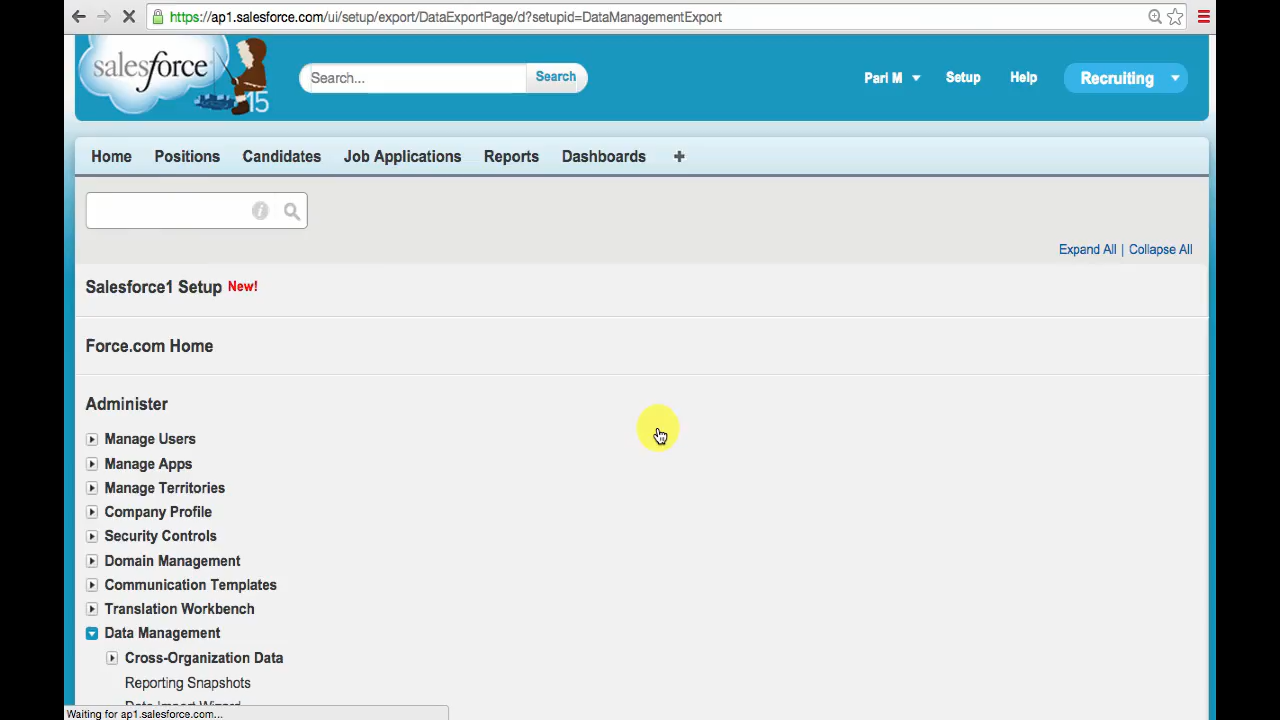 https://ap1.salesforce.com/ui/setup/export/DataExportPage/d?setupid=DataManagementExport
salesforce
15
Search...
Search
Pari M
Setup
Help
Recruiting
Home
Positions
Candidates
Job Applications
Reports
Dashboards
+
Expand All | Collapse All
Salesforce1 Setup New!
Force.com Home
Administer
Manage Users
Manage Apps
Manage Territories
Company Profile
Security Controls
Domain Management
Communication Templates
Translation Workbench
Data Management
Cross-Organization Data
Reporting Snapshots
Data Import Wizard
Waiting for ap1.salesforce.com...